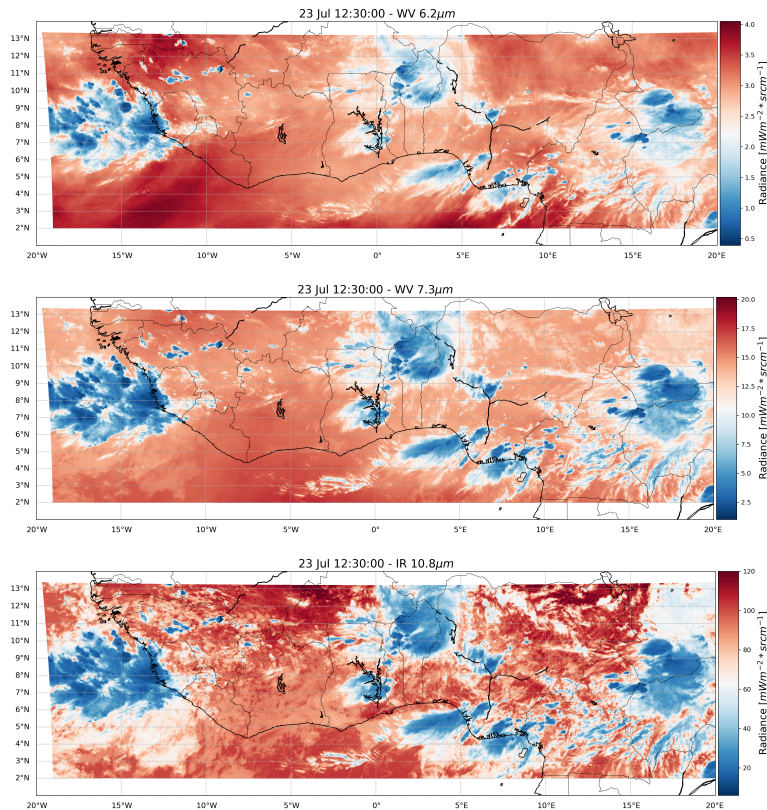 23 Jul 12:30:00 - WV 6.2μm
13°N
12°N
11°N
10°N
9°N
8°N
7°N
6°N
5°N
4°N
3°N
2°N
20°W 15°W 10°W 5°W 0° 5°E 10°E 15°E 20°E
4.0
3.5
3.0
2.5
2.0
1.5
1.0
0.5
Radiance [mWm⁻² * srcm⁻¹]
23 Jul 12:30:00 - WV 7.3μm
13°N
12°N
11°N
10°N
9°N
8°N
7°N
6°N
5°N
4°N
3°N
2°N
20°W 15°W 10°W 5°W 0° 5°E 10°E 15°E 20°E
20.0
17.5
15.0
12.5
10.0
7.5
5.0
2.5
Radiance [mWm⁻² * srcm⁻¹]
23 Jul 12:30:00 - IR 10.8μm
13°N
12°N
11°N
10°N
9°N
8°N
7°N
6°N
5°N
4°N
3°N
2°N
20°W 15°W 10°W 5°W 0° 5°E 10°E 15°E 20°E
120
100
80
60
40
20
Radiance [mWm⁻² * srcm⁻¹]